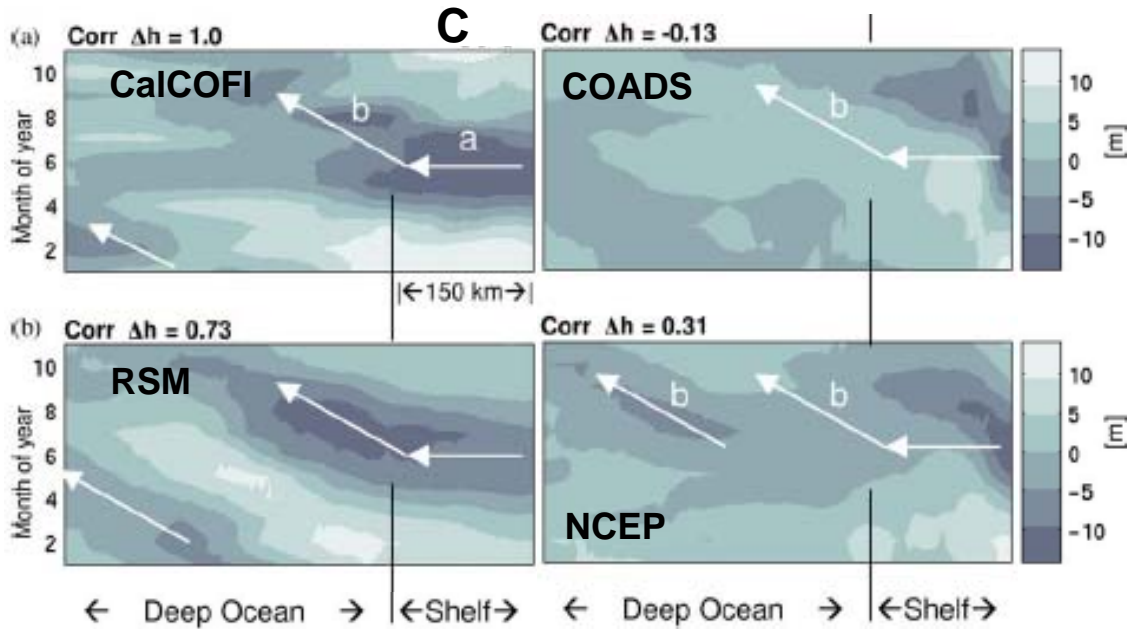 C
(a) Corr Δh = 1.0
Corr Δh = -0.13
CalCOFI
COADS
b
a
b
Month of year
10
8
6
4
2
10
5
0
−5
−10
[m]
|←150 km→|
(b) Corr Δh = 0.73
Corr Δh = 0.31
RSM
NCEP
b
b
Month of year
10
8
6
4
2
10
5
0
−5
−10
[m]
← Deep Ocean → ←Shelf→
← Deep Ocean → ←Shelf→